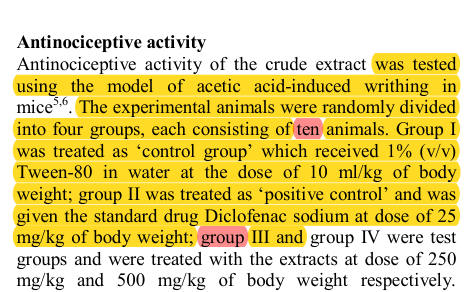 Antinociceptive activity
Antinociceptive activity of the crude extract was tested
using the model of acetic acid-induced writhing in
mice5,6. The experimental animals were randomly divided
into four groups, each consisting of ten animals. Group I
was treated as ‘control group’ which received 1% (v/v)
Tween-80 in water at the dose of 10 ml/kg of body
weight; group II was treated as ‘positive control’ and was
given the standard drug Diclofenac sodium at dose of 25
mg/kg of body weight; group III and group IV were test
groups and were treated with the extracts at dose of 250
mg/kg and 500 mg/kg of body weight respectively.